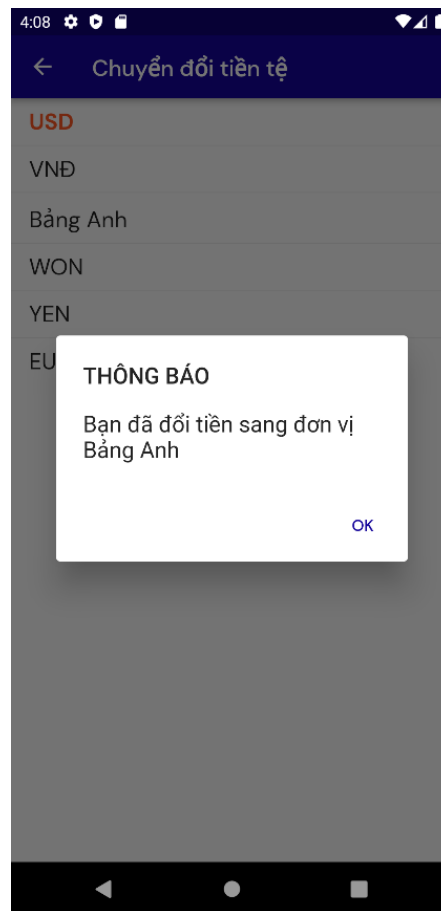 4:08
Chuyển đổi tiền tệ
USD
VNĐ
Bảng Anh
WON
YEN
EU
THÔNG BÁO
Bạn đã đổi tiền sang đơn vị
Bảng Anh
OK